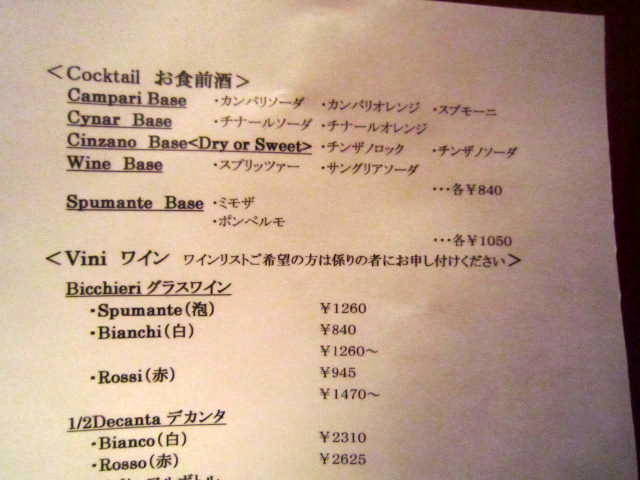 <Cocktail お食前酒>
Campari Base ・カンパリソーダ ・カンパリオレンジ ・スプモーニ
Cynar Base ・チナールソーダ ・チナールオレンジ
Cinzano Base<Dry or Sweet> ・チンザノロック ・チンザノソーダ
Wine Base ・スプリッツァー ・サングリアソーダ
・・・各￥840
Spumante Base ・ミモザ
・ポンペルモ
・・・各￥1050
<Vini ワイン ワインリストご希望の方は係りの者にお申し付けください>
Bicchieri グラスワイン
・Spumante(泡) ￥1260
・Bianchi(白) ￥840
￥1260～
・Rossi(赤) ￥945
￥1470～
1/2Decanta デカンタ
・Bianco(白) ￥2310
・Rosso(赤) ￥2625